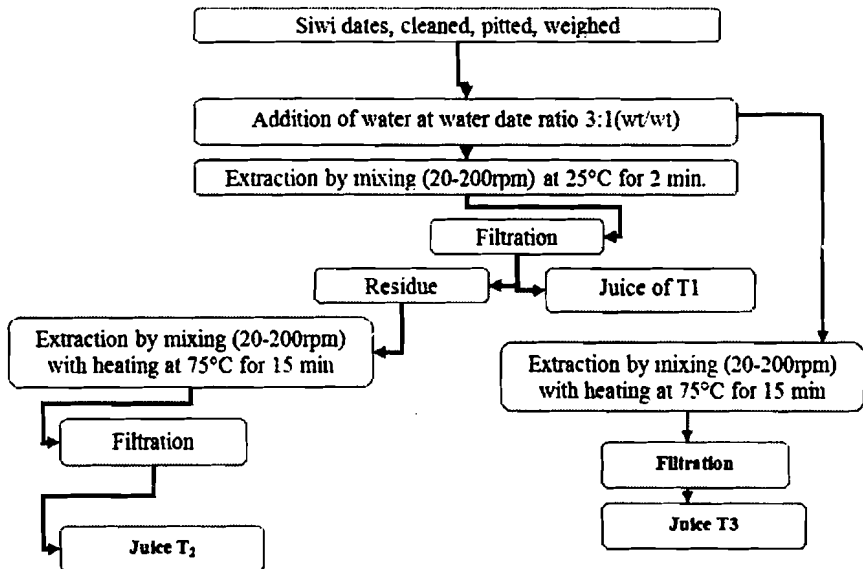 Siwi dates, cleaned, pitted, weighed
Addition of water at water date ratio 3:1(wt/wt)
Extraction by mixing (20-200rpm) at 25°C for 2 min.
Filtration
Residue
Juice of T1
Extraction by mixing (20-200rpm)
with heating at 75°C for 15 min
Filtration
Juice T₂
Extraction by mixing (20-200rpm)
with heating at 75°C for 15 min
Filtration
Juice T3